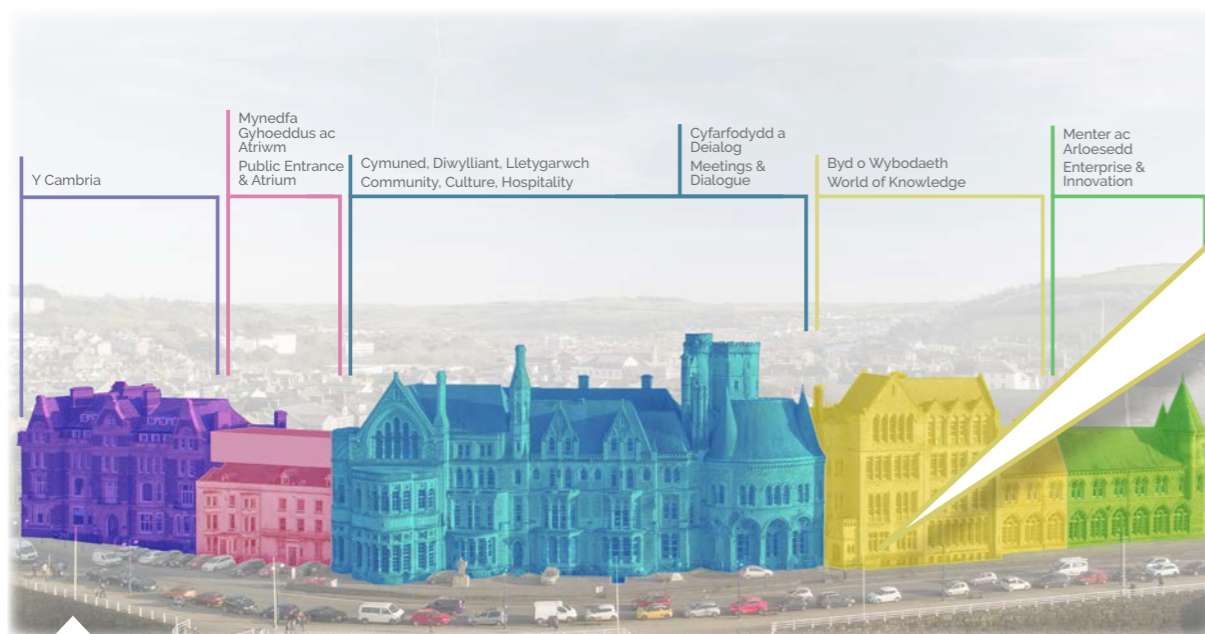 Y Cambria
Mynedfa
Gyhoeddus ac
Atriwm
Public Entrance
& Atrium
Cymuned, Diwylliant, Lletygarwch
Community, Culture, Hospitality
Cyfarfodydd a
Deialog
Meetings &
Dialogue
Byd o Wybodaeth
World of Knowledge
Menter ac
Arloesedd
Enterprise &
Innovation